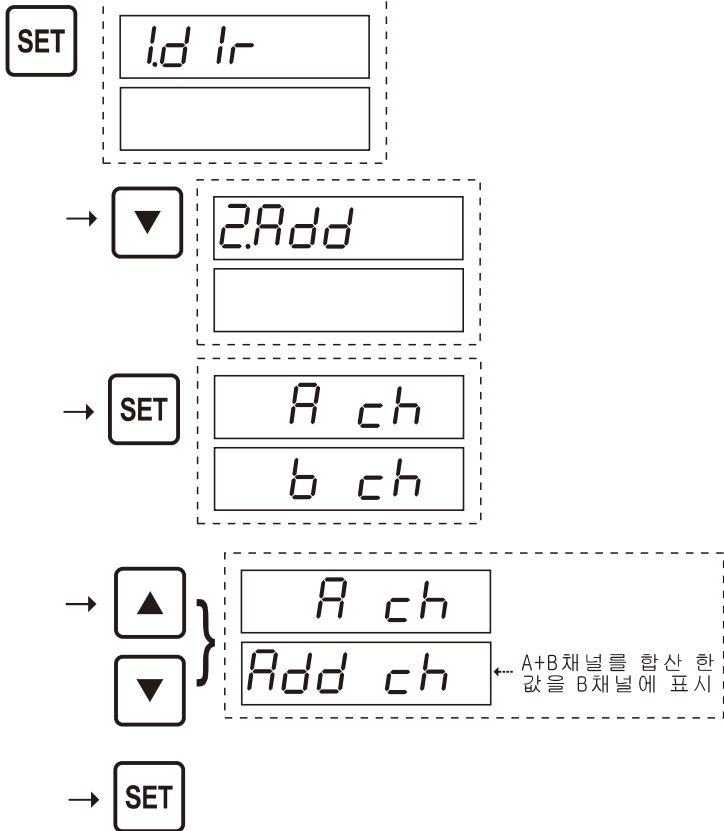 SET
1.d Ir
→ ▼
2.Add
→ SET
A ch
b ch
→ ▲
▼
A ch
Add ch
A+B채널를 합산 한
값을 B채널에 표시
→ SET